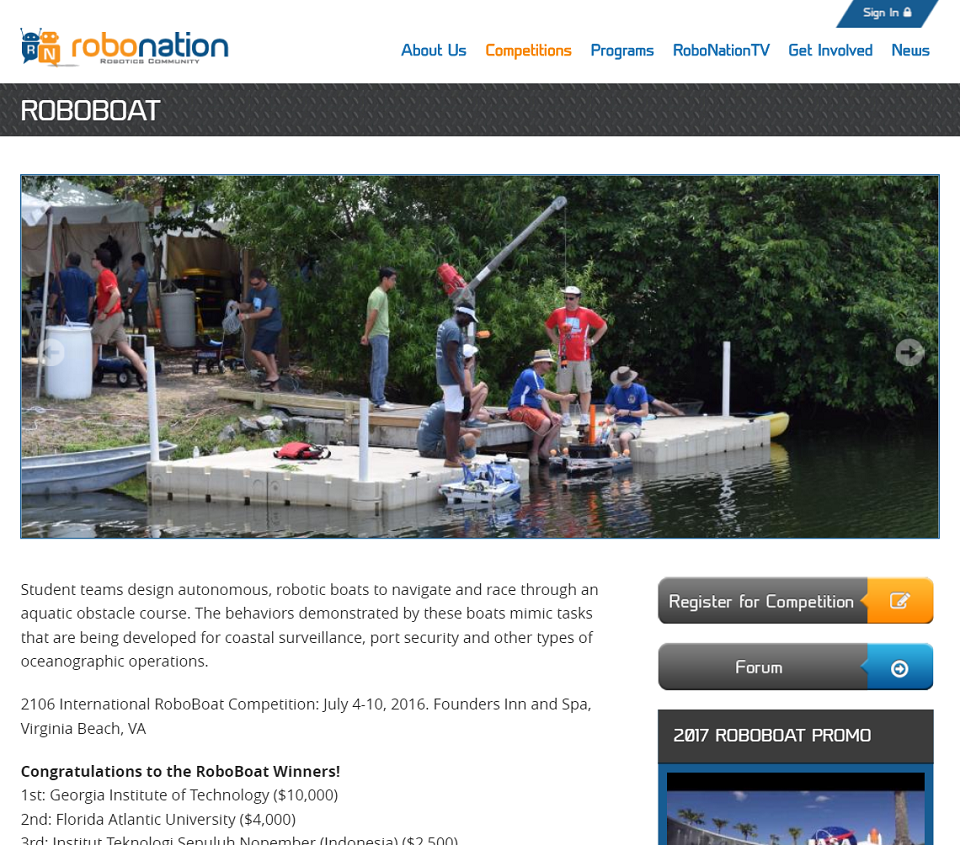 Sign In
RN
robonation
Robotics Community
About Us Competitions Programs RoboNationTV Get Involved News
ROBOBOAT
Student teams design autonomous, robotic boats to navigate and race through an
aquatic obstacle course. The behaviors demonstrated by these boats mimic tasks
that are being developed for coastal surveillance, port security and other types of
oceanographic operations.
2106 International RoboBoat Competition: July 4-10, 2016. Founders Inn and Spa,
Virginia Beach, VA
Congratulations to the RoboBoat Winners!
1st: Georgia Institute of Technology ($10,000)
2nd: Florida Atlantic University ($4,000)
3rd: Institut Teknologi Sepuluh Nopember (Indonesia) ($2,500)
Register for Competition
Forum
2017 ROBOBOAT PROMO
NASA